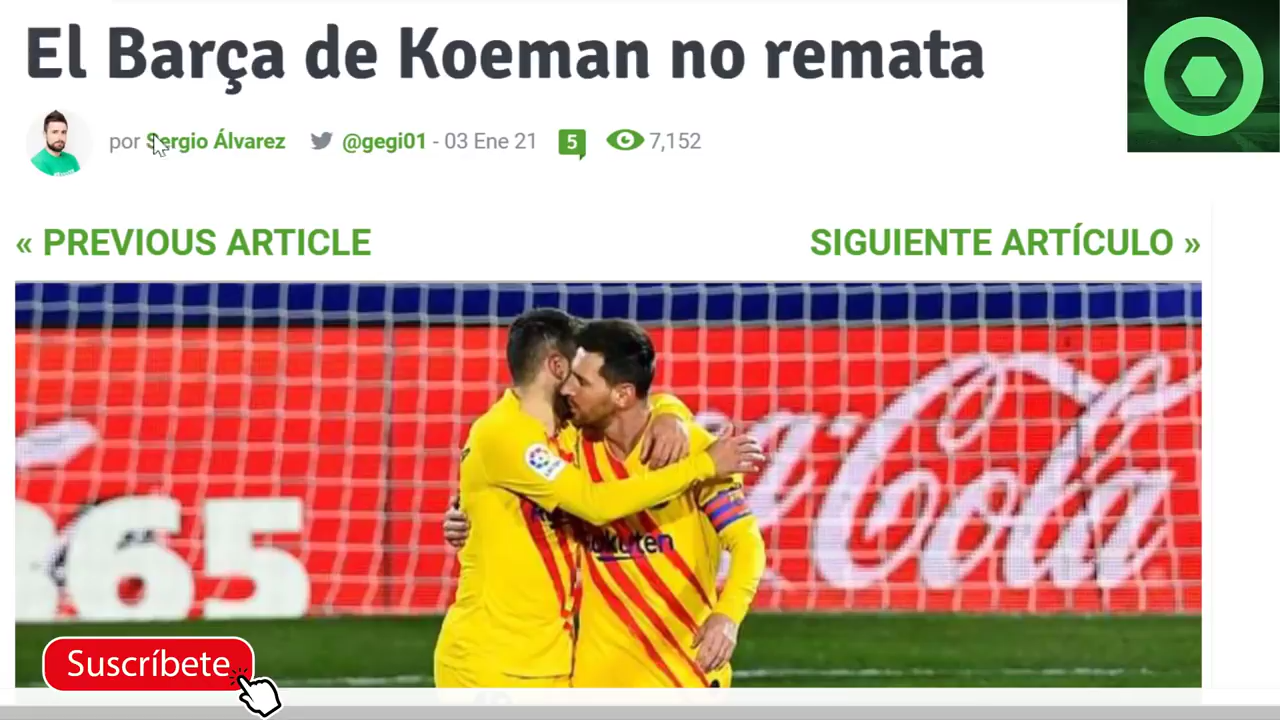 El Barça de Koeman no remata
por Sergio Álvarez @gegi01 - 03 Ene 21 5 7,152
« PREVIOUS ARTICLE SIGUIENTE ARTÍCULO »
Coca Cola
Rakuten
365
Suscríbete